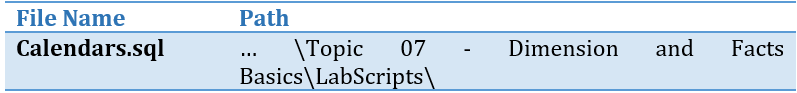 File Name Path
Calendars.sql ... \Topic 07 - Dimension and Facts
Basics\LabScripts\